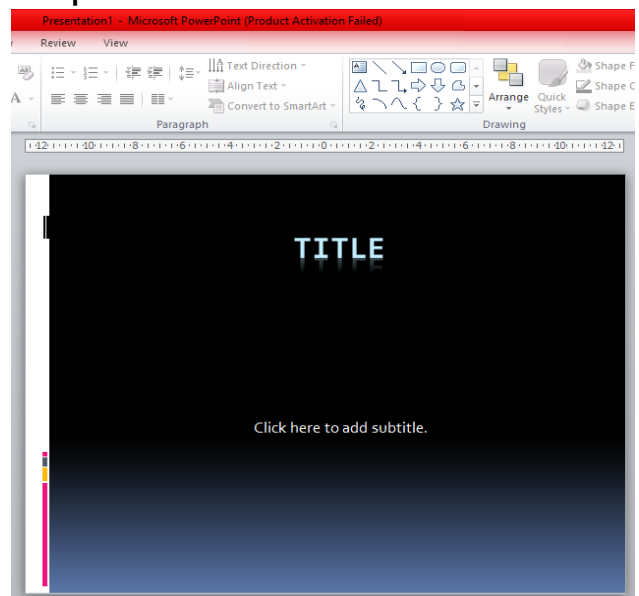 Presentation1 - Microsoft PowerPoint (Product Activation Failed)
Review View
Text Direction
Align Text
Convert to SmartArt
Arrange
Quick Styles
Shape F
Shape O
Shape E
Paragraph
Drawing
12 10 8 6 4 2 0 2 4 6 8 10 12
TITLE
Click here to add subtitle.